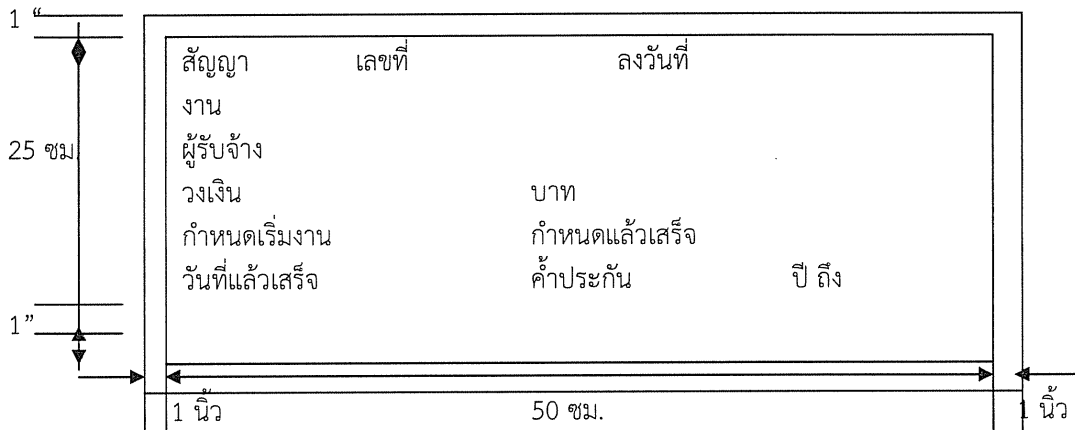 1 “
สัญญา เลขที่ ลงวันที่
งาน
25 ซม
ผู้รับจ้าง
วงเงิน บาท
กำหนดเริ่มงาน กำหนดแล้วเสร็จ
วันที่แล้วเสร็จ ค้ำประกัน ปี ถึง
1”
1 นิ้ว 50 ซม. 1 นิ้ว